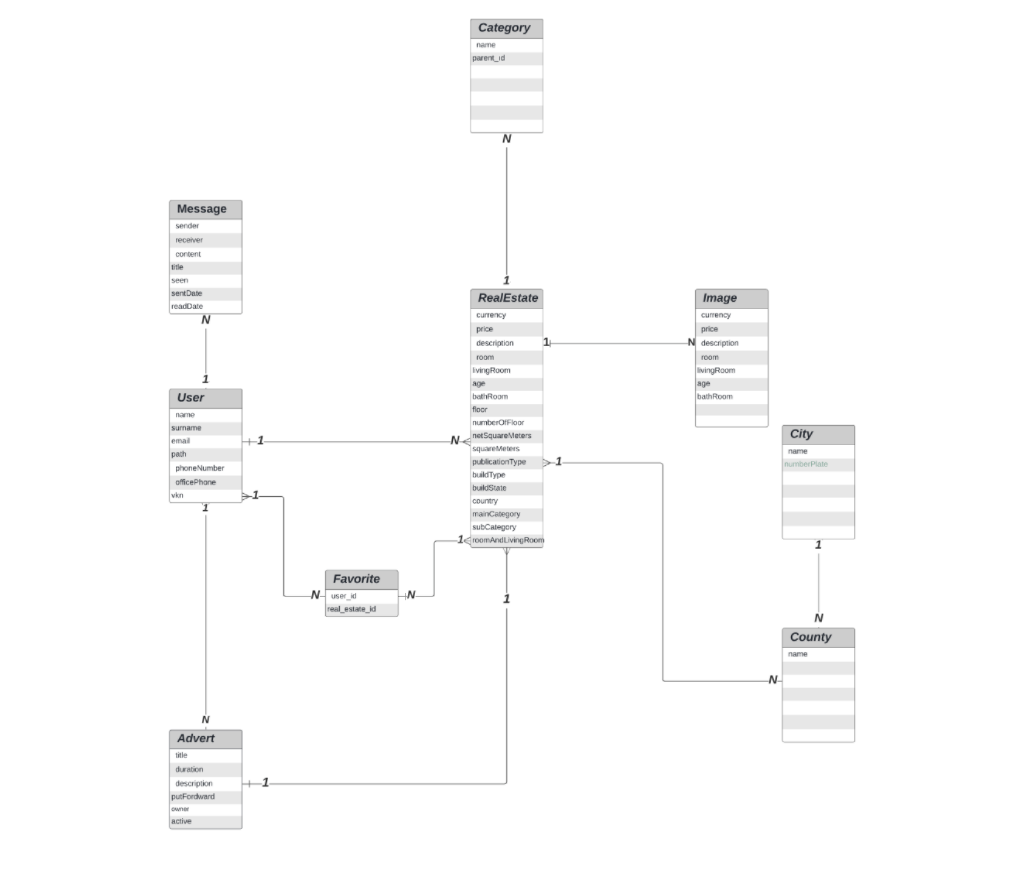 Category
name
parent_id
N
1
Message
sender
receiver
content
title
seen
sentDate
readDate
N
1
User
name
surname
email
path
phoneNumber
officePhone
vkn
1
N
1
1
RealEstate
currency
price
description
room
livingRoom
age
bathRoom
floor
numberOfFloor
netSquareMeters
squareMeters
publicationType
buildType
buildState
country
mainCategory
subCategory
roomAndLivingRoom
1
N
Image
currency
price
description
room
livingRoom
age
bathRoom
City
name
numberPlate
1
N
County
name
1
N
Favorite
user_id
real_estate_id
N
N
1
1
N
Advert
title
duration
description
putFordward
owner
active
1